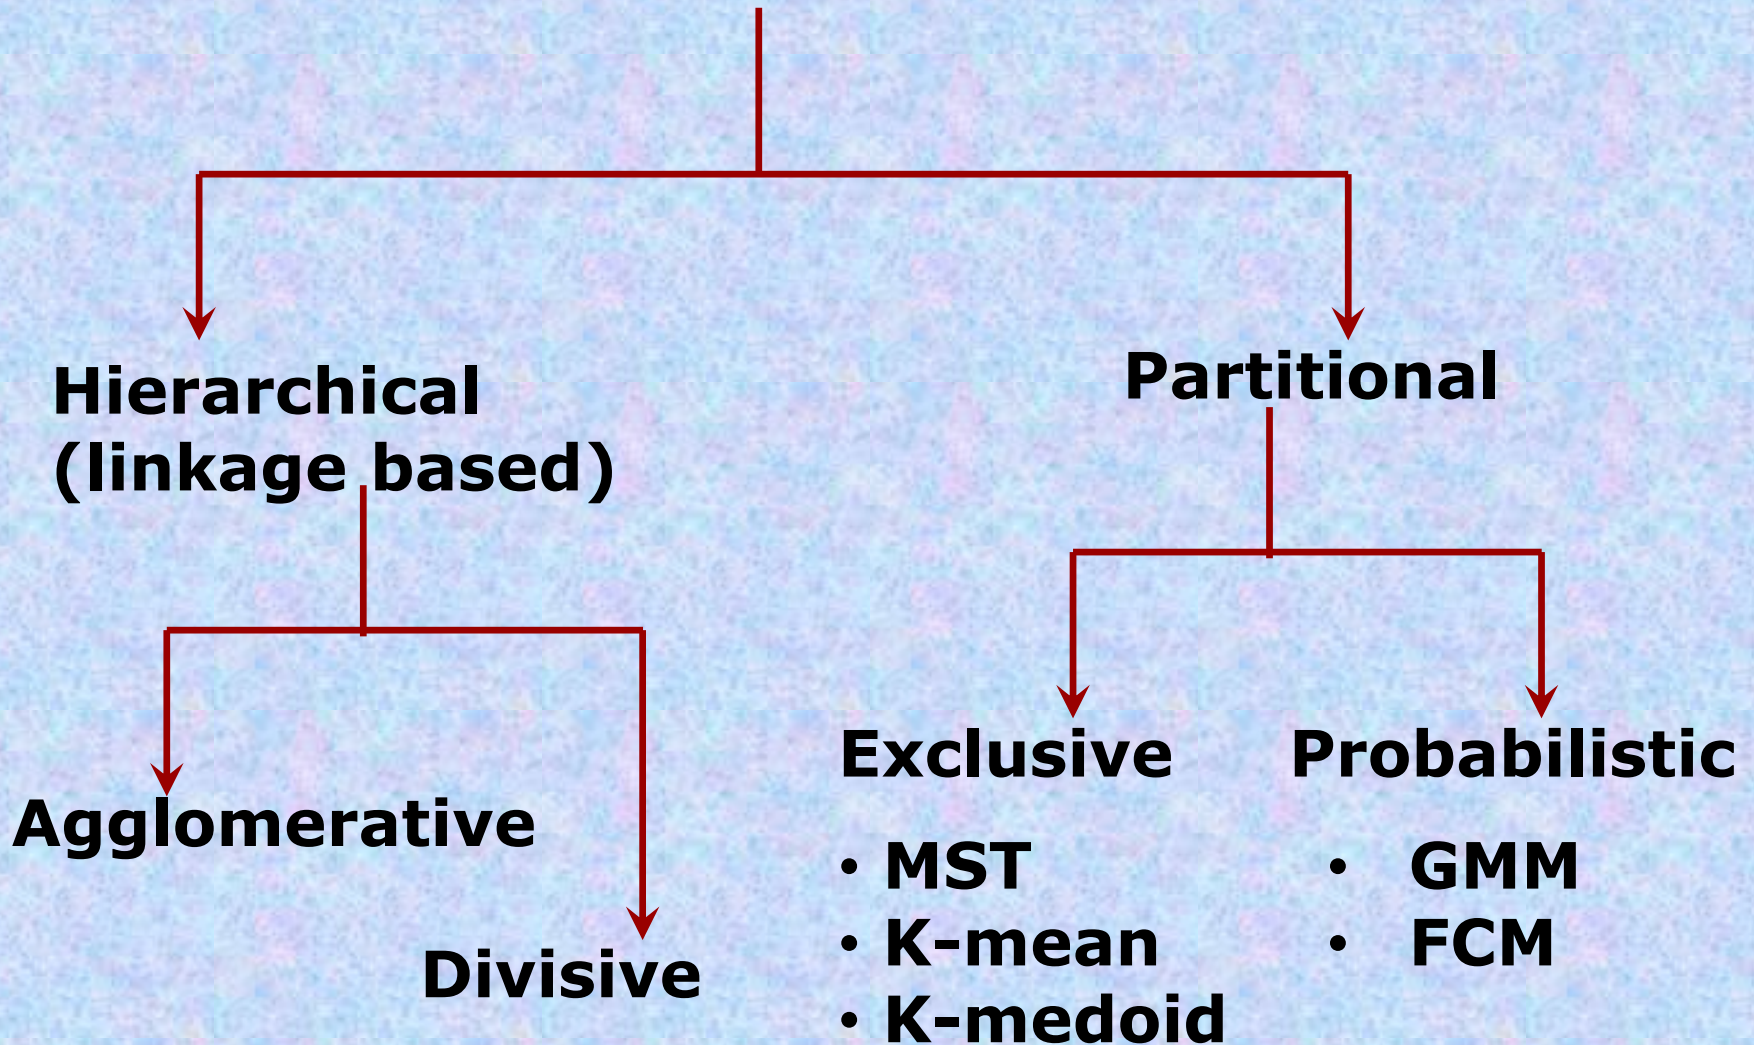 Hierarchical
(linkage based)
Partitional
Agglomerative
Divisive
Exclusive
• MST
• K-mean
• K-medoid
Probabilistic
• GMM
• FCM